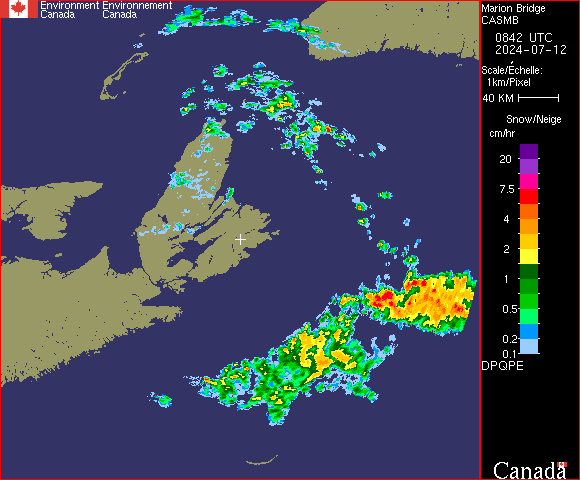 Environment Environnement
Canada Canada
Marion Bridge
CASMB
0842 UTC
2024-07-12
Scale/Echelle:
1km/Pixel
40 KM
Snow/Neige
cm/hr
20
7.5
4
2
1
0.5
0.2
0.1
DPQPE
Canada